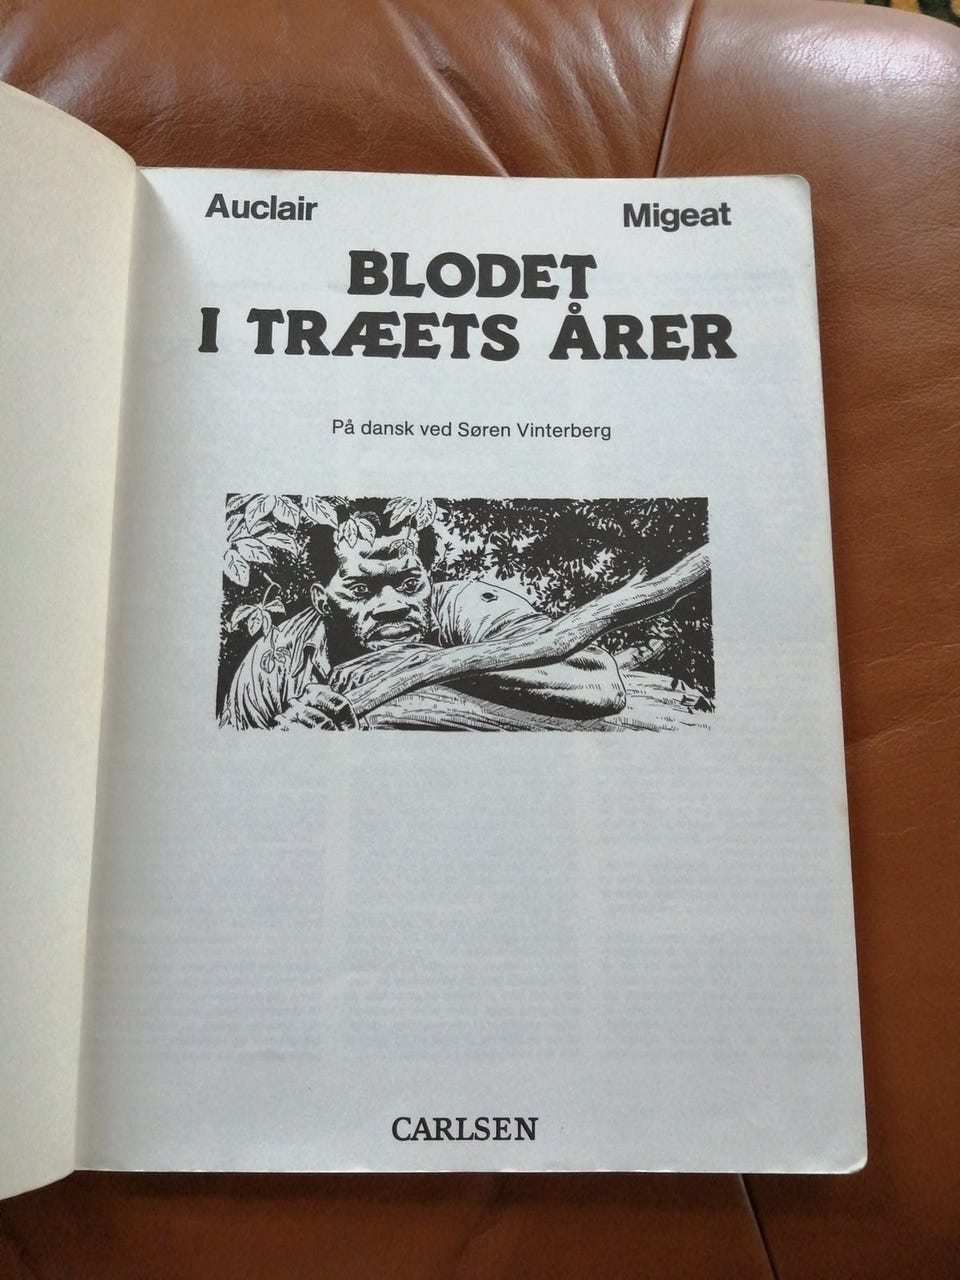 Auclair
Migeat
BLODET
I TRÆETS ÅRER
På dansk ved Søren Vinterberg
CARLSEN